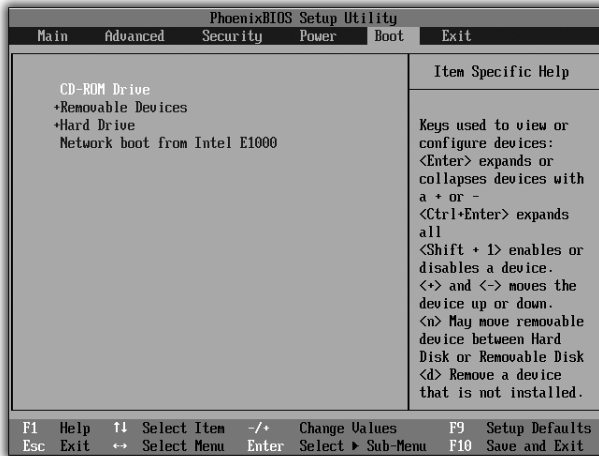 PhoenixBIOS Setup Utility
Main Advanced Security Power Boot Exit
CD-ROM Drive
+Removable Devices
+Hard Drive
Network boot from Intel E1000
Item Specific Help
Keys used to view or
configure devices:
<Enter> expands or
collapses devices with
a + or -
<Ctrl+Enter> expands
all
<Shift + 1> enables or
disables a device.
<+> and <-> moves the
device up or down.
<n> May move removable
device between Hard
Disk or Removable Disk
<d> Remove a device
that is not installed.
F1 Help ↑↓ Select Item -/+ Change Values F9 Setup Defaults
Esc Exit ↔ Select Menu Enter Select ▶ Sub-Menu F10 Save and Exit